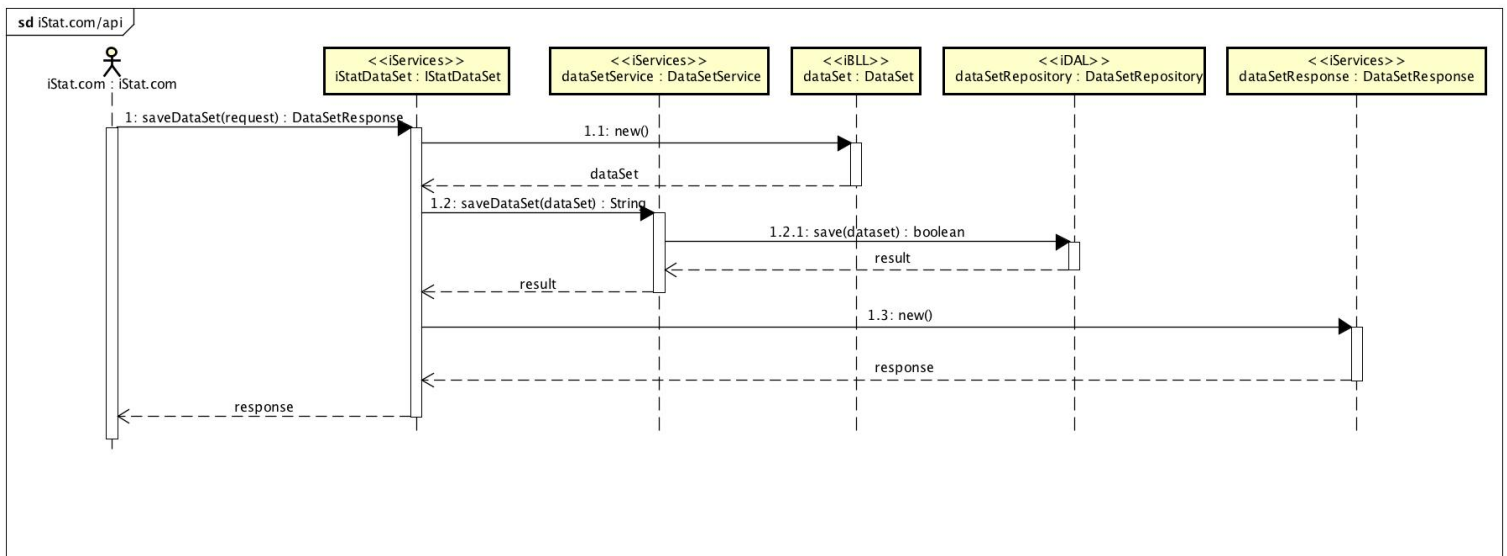 sd iStat.com/api
iStat.com : iStat.com
<<iServices>>
iStatDataSet : IStatDataSet
<<iServices>>
dataSetService : DataSetService
<<iBLL>>
dataSet : DataSet
<<iDAL>>
dataSetRepository : DataSetRepository
<<iServices>>
dataSetResponse : DataSetResponse
1: saveDataSet(request) : DataSetResponse
1.1: new()
dataSet
1.2: saveDataSet(dataSet) : String
1.2.1: save(dataset) : boolean
result
result
1.3: new()
response
response